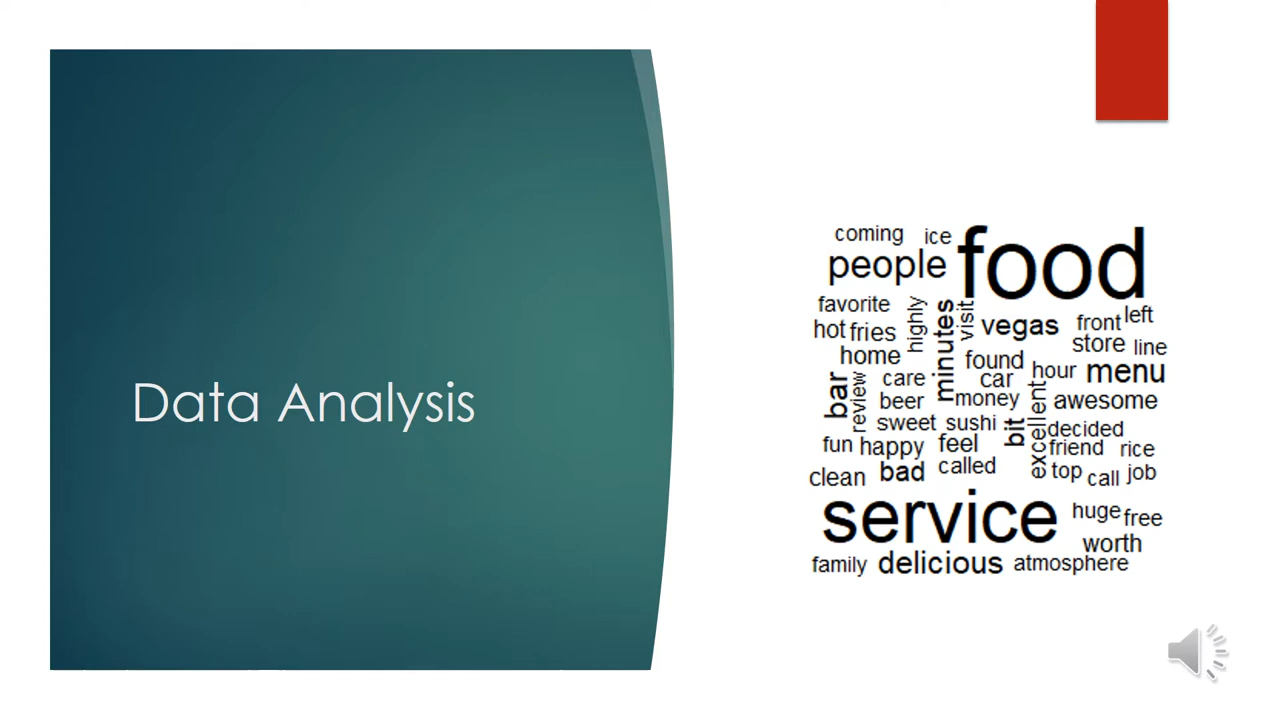 Data Analysis
coming ice
people food
favorite highly minutes visit vegas front left
hot fries store line
home found hour menu
bar review care car
beer money excellent awesome
sweet sushi bit decided
fun happy feel friend rice
clean bad called top call job
service huge free
worth
family delicious atmosphere